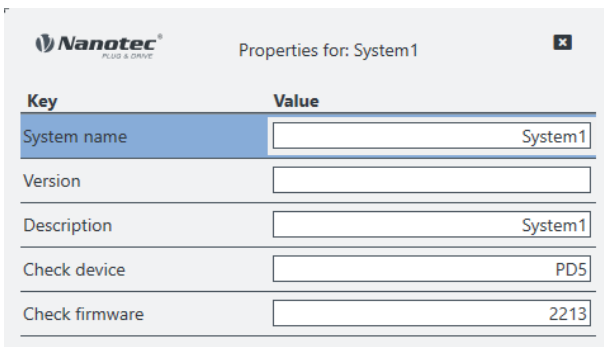 Nanotec®
PLUG & DRIVE
Properties for: System1
Key Value
System name System1
Version
Description System1
Check device PD5
Check firmware 2213